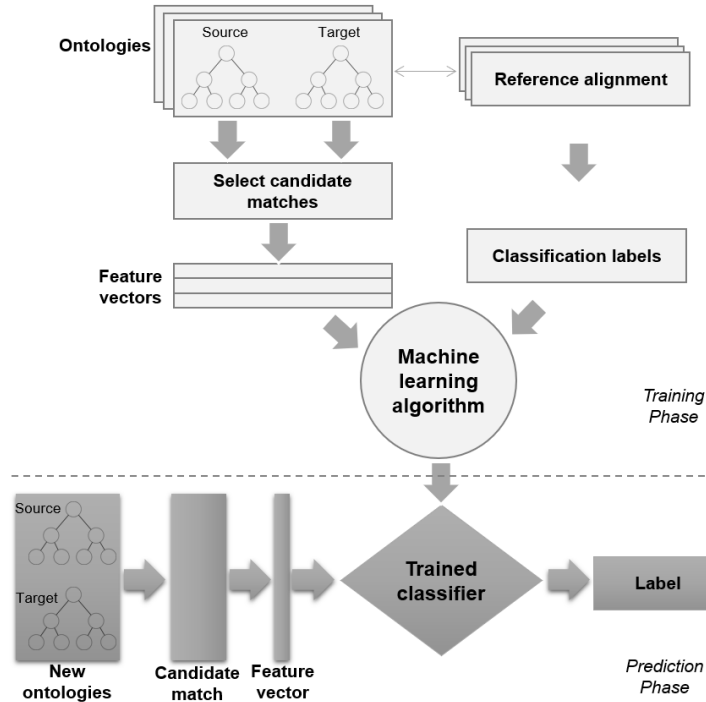 Ontologies
Source
Target
Reference alignment
Select candidate
matches
Classification labels
Feature
vectors
Machine
learning
algorithm
Training
Phase
Source
Target
New
ontologies
Candidate
match
Feature
vector
Trained
classifier
Label
Prediction
Phase